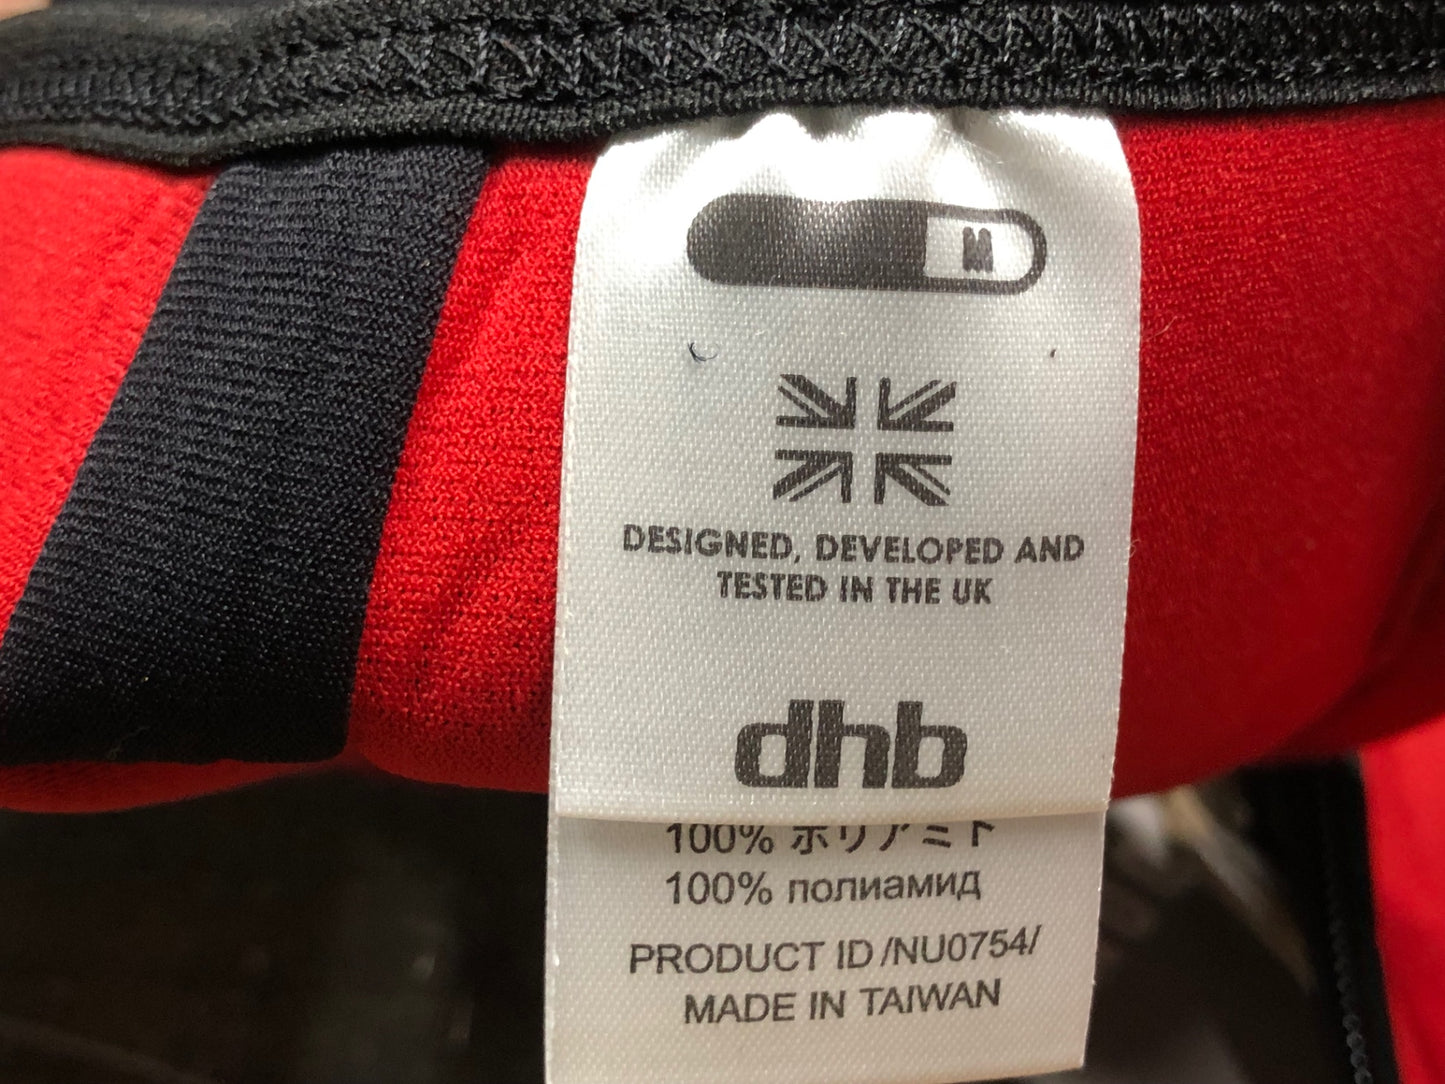 M
DESIGNED, DEVELOPED AND
TESTED IN THE UK
dhb
100% ポリアミド
100% полиамид
PRODUCT ID /NU0754/
MADE IN TAIWAN